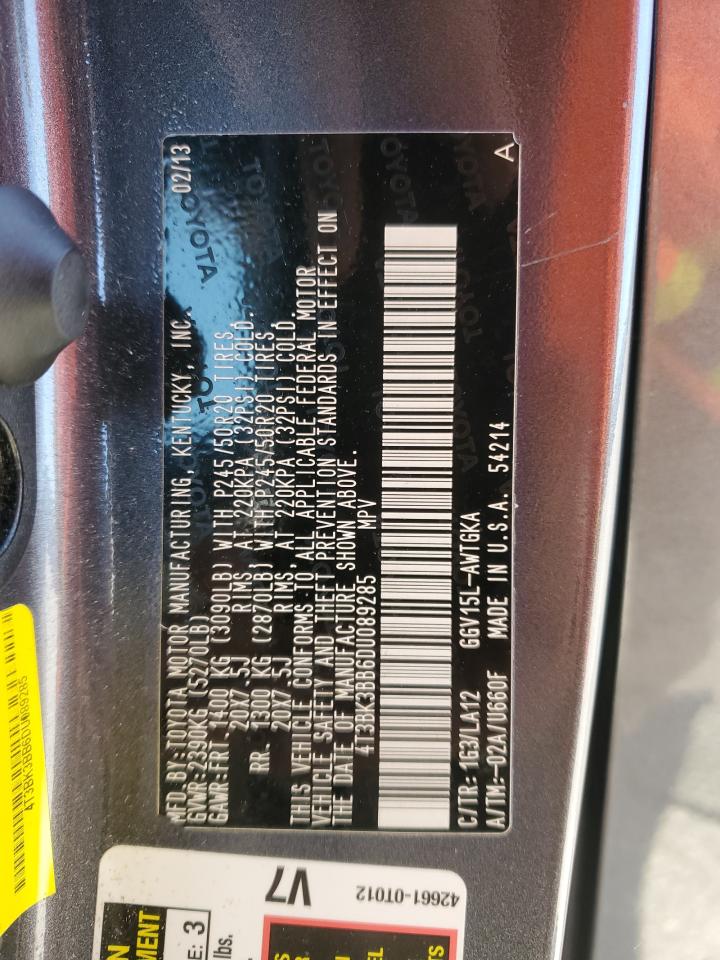 MFD BY: TOYOTA MOTOR MANUFACTURING, KENTUCKY, INC. 02/13
GVWR: 2390KG (5270LB)
GAWR: FRT 1400 KG (3090LB) WITH P245/50R20 TIRES
20X7.5J RIMS, AT 220KPA (32PSI) COLD.
RR. 1300 KG (2870LB) WITH P245/50R20 TIRES
20X7.5J RIMS, AT 220KPA (32PSI) COLD.
THIS VEHICLE CONFORMS TO ALL APPLICABLE FEDERAL MOTOR
VEHICLE SAFETY AND THEFT PREVENTION STANDARDS IN EFFECT ON
THE DATE OF MANUFACTURE SHOWN ABOVE.
4T3BK3BB6DU089285 MPV
C/TR: 1G3/LA12 GGV15L-AWTGKA
A/TM: -02A/U660F MADE IN U.S.A. 54214 A
4T3BK3BB6DU089285
V7
42661-0T012
MENT
E: 3
lbs.